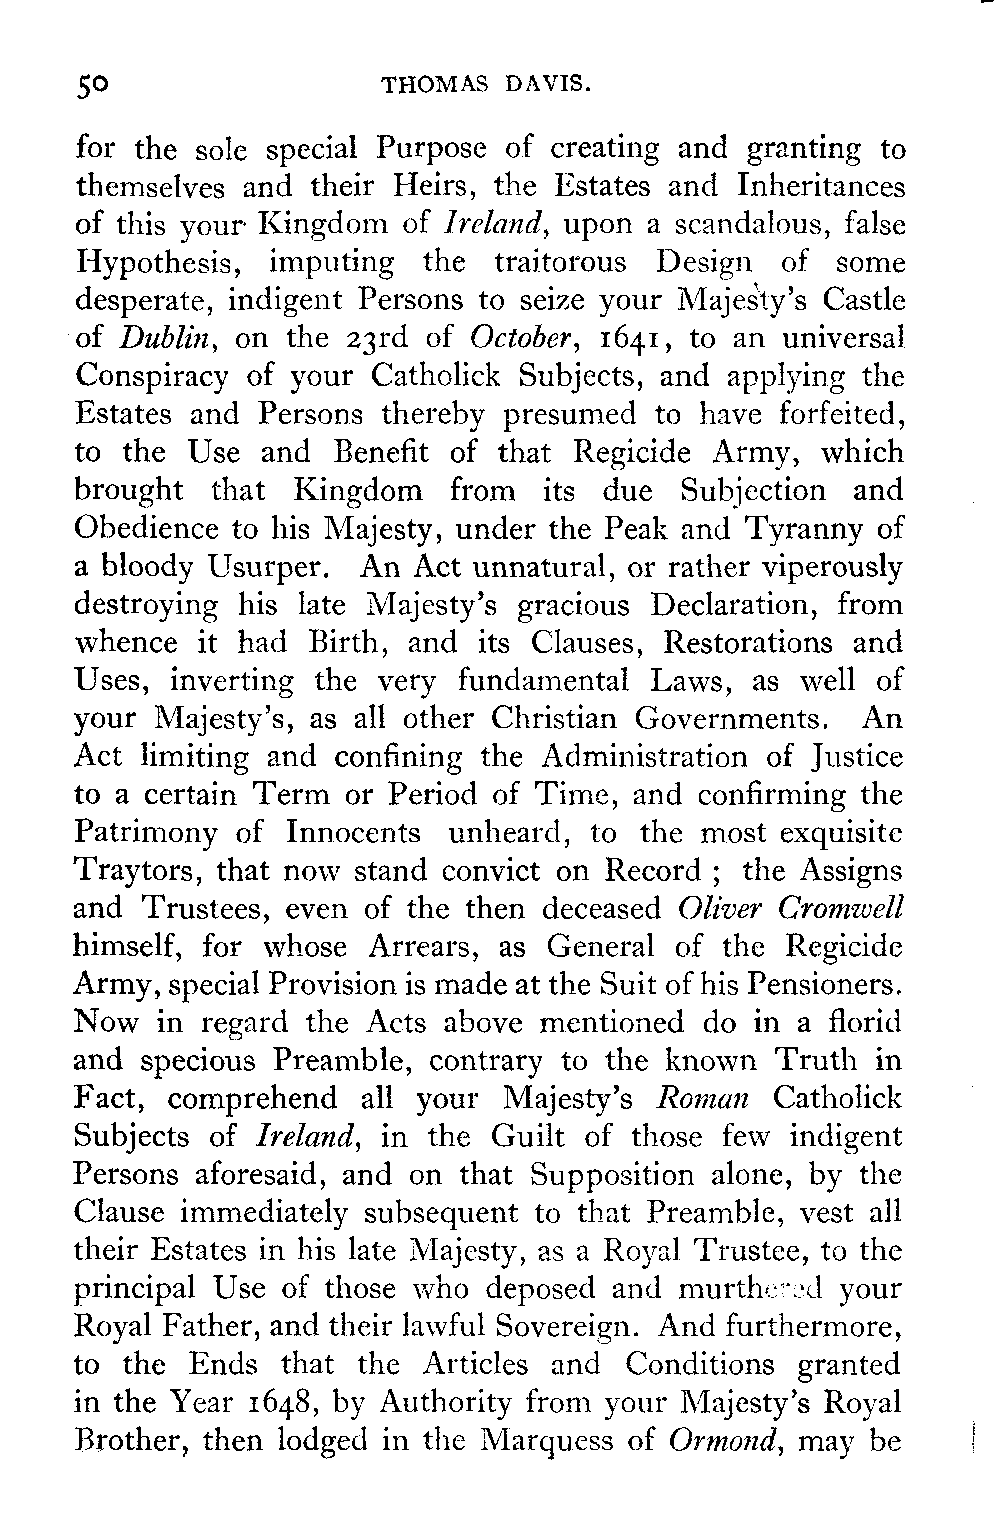 50 THOMAS DAVIS.
for the sole special Purpose of creating and granting to
themselves and their Heirs, the Estates and Inheritances
of this your Kingdom of Ireland, upon a scandalous, false
Hypothesis, imputing the traitorous Design of some
desperate, indigent Persons to seize your Majesty's Castle
of Dublin, on the 23rd of October, 1641, to an universal
Conspiracy of your Catholick Subjects, and applying the
Estates and Persons thereby presumed to have forfeited,
to the Use and Benefit of that Regicide Army, which
brought that Kingdom from its due Subjection and
Obedience to his Majesty, under the Peak and Tyranny of
a bloody Usurper. An Act unnatural, or rather viperously
destroying his late Majesty's gracious Declaration, from
whence it had Birth, and its Clauses, Restorations and
Uses, inverting the very fundamental Laws, as well of
your Majesty's, as all other Christian Governments. An
Act limiting and confining the Administration of Justice
to a certain Term or Period of Time, and confirming the
Patrimony of Innocents unheard, to the most exquisite
Traytors, that now stand convict on Record ; the Assigns
and Trustees, even of the then deceased Oliver Cromwell
himself, for whose Arrears, as General of the Regicide
Army, special Provision is made at the Suit of his Pensioners.
Now in regard the Acts above mentioned do in a florid
and specious Preamble, contrary to the known Truth in
Fact, comprehend all your Majesty's Roman Catholick
Subjects of Ireland, in the Guilt of those few indigent
Persons aforesaid, and on that Supposition alone, by the
Clause immediately subsequent to that Preamble, vest all
their Estates in his late Majesty, as a Royal Trustee, to the
principal Use of those who deposed and murthered your
Royal Father, and their lawful Sovereign. And furthermore,
to the Ends that the Articles and Conditions granted
in the Year 1648, by Authority from your Majesty's Royal
Brother, then lodged in the Marquess of Ormond, may be